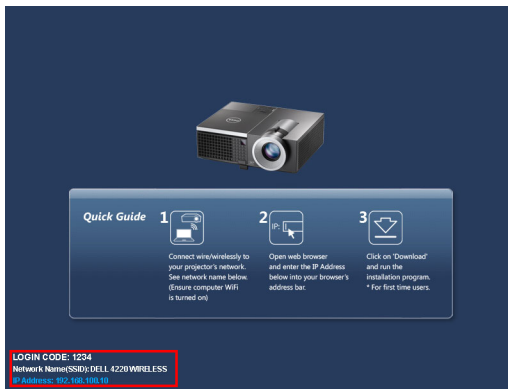 DELL
Quick Guide
1
Connect wire/wirelessly to
your projector's network.
See network name below.
(Ensure computer WiFi
is turned on)
2
IP:
Open web browser
and enter the IP Address
below into your browser's
address bar.
3
Click on 'Download'
and run the
installation program.
* For first time users.
LOGIN CODE: 1234
Network Name(SSID): DELL 4220 WIRELESS
IP Address: 192.168.100.10